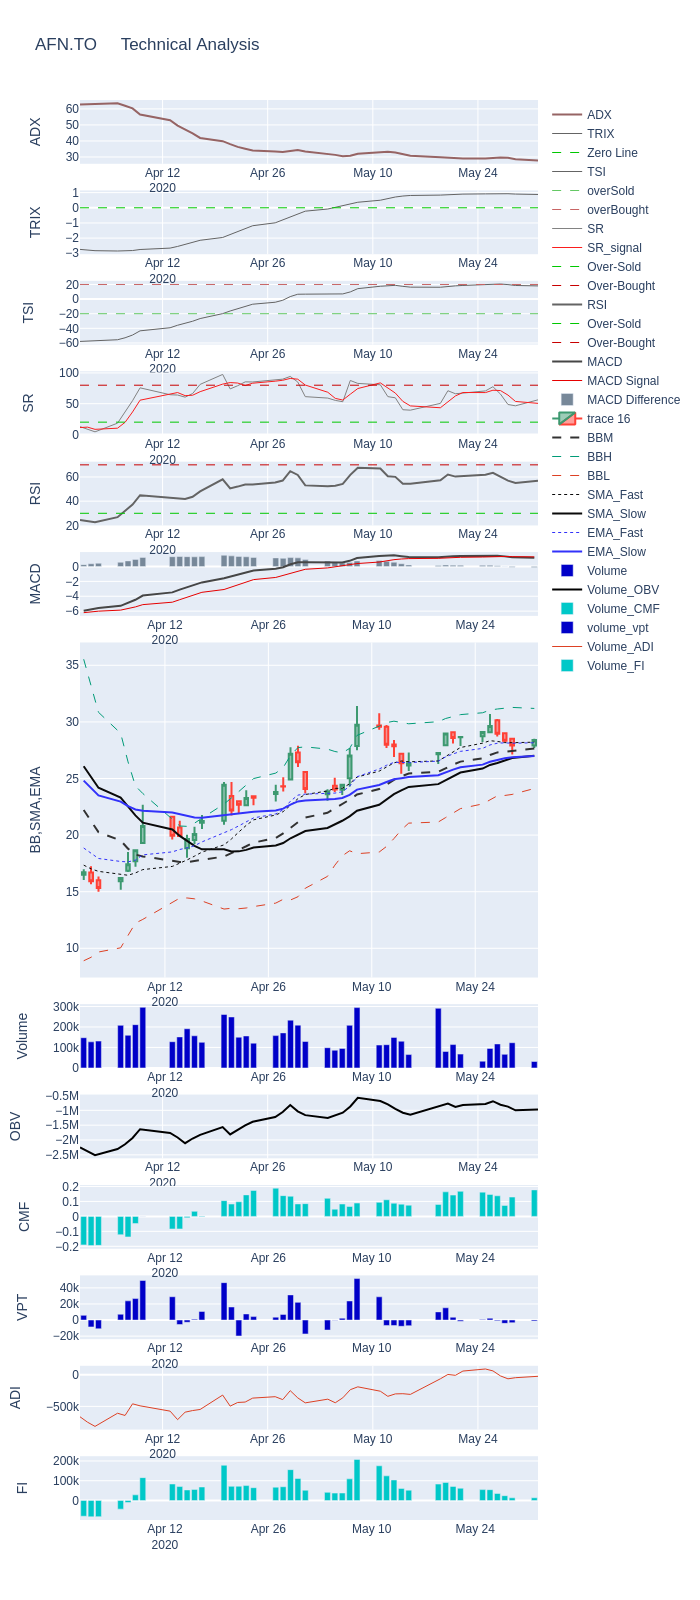 AFN.TO Technical Analysis
ADX
60
50
40
30
Apr 12
2020
Apr 26
May 10
May 24
TRIX
1
0
−1
−2
−3
Apr 12
2020
Apr 26
May 10
May 24
TSI
20
0
−20
−40
−60
Apr 12
2020
Apr 26
May 10
May 24
SR
100
50
0
Apr 12
2020
Apr 26
May 10
May 24
RSI
60
40
20
Apr 12
2020
Apr 26
May 10
May 24
MACD
0
−2
−4
−6
Apr 12
2020
Apr 26
May 10
May 24
BB,SMA,EMA
35
30
25
20
15
10
Apr 12
2020
Apr 26
May 10
May 24
Volume
300k
200k
100k
0
Apr 12
2020
Apr 26
May 10
May 24
OBV
−0.5M
−1M
−1.5M
−2M
−2.5M
Apr 12
2020
Apr 26
May 10
May 24
CMF
0.2
0.1
0
−0.1
−0.2
Apr 12
2020
Apr 26
May 10
May 24
VPT
40k
20k
0
−20k
Apr 12
2020
Apr 26
May 10
May 24
ADI
0
−500k
Apr 12
2020
Apr 26
May 10
May 24
FI
200k
100k
0
Apr 12
2020
Apr 26
May 10
May 24
ADX
TRIX
Zero Line
TSI
overSold
overBought
SR
SR_signal
Over-Sold
Over-Bought
RSI
Over-Sold
Over-Bought
MACD
MACD Signal
MACD Difference
trace 16
BBM
BBH
BBL
SMA_Fast
SMA_Slow
EMA_Fast
EMA_Slow
Volume
Volume_OBV
Volume_CMF
volume_vpt
Volume_ADI
Volume_FI